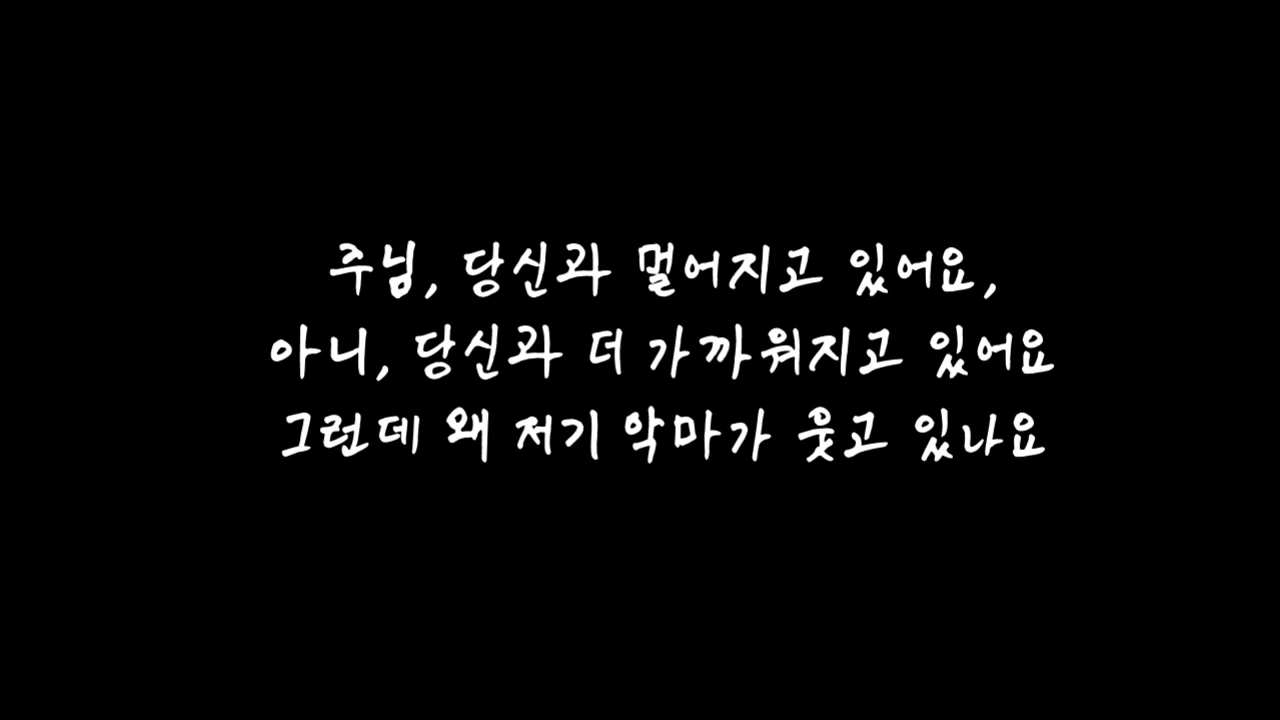 주님, 당신과 멀어지고 있어요,
아니, 당신과 더 가까워지고 있어요
그런데 왜 저기 악마가 웃고 있나요